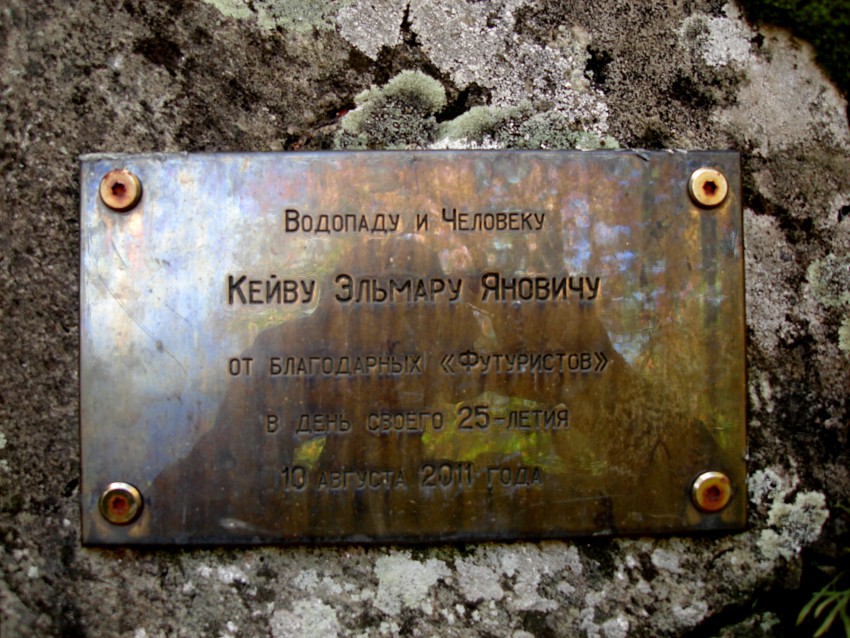 Водопаду и Человеку
Кейву Эльмару Яновичу
от благодарных «Футуристов»
в день своего 25-летия
10 августа 2011 года